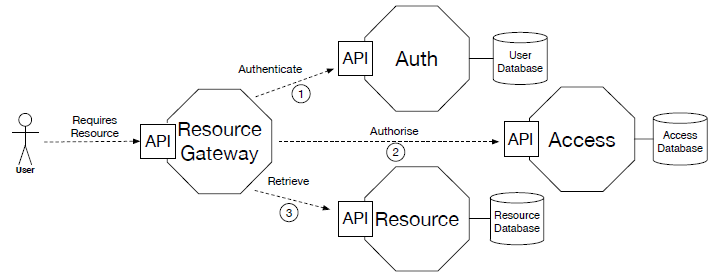 User
Requires
Resource
API
Resource
Gateway
Authenticate
1
API
Auth
User
Database
Authorise
2
API
Access
Access
Database
Retrieve
3
API
Resource
Resource
Database